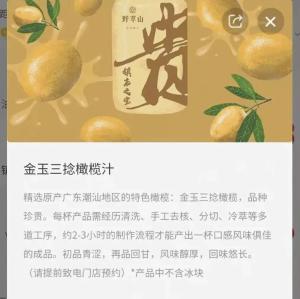 野萃山
贵
镇店之宝
金玉三捻橄榄汁
精选原产广东潮汕地区的特色橄榄：金玉三捻橄榄，品种
珍贵。每杯产品需经历清洗、手工去核、分切、冷萃等多
道工序，约2-3小时的制作流程才能产出一杯口感风味俱佳
的成品。初品青涩，再品回甘，风味醇厚，回味悠长。
（请提前致电门店预约）*产品中不含冰块